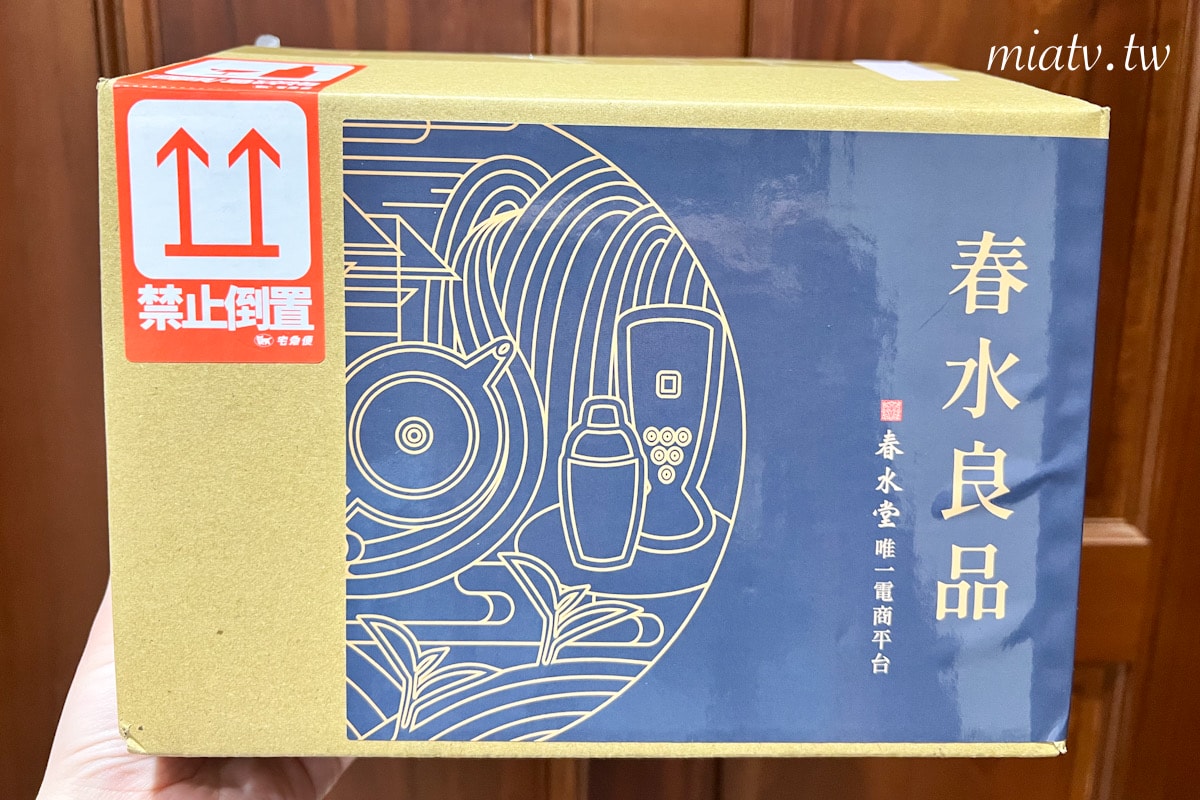 miatv.tw
禁止倒置
宅急便
春水良品
春水堂 唯一電商平台